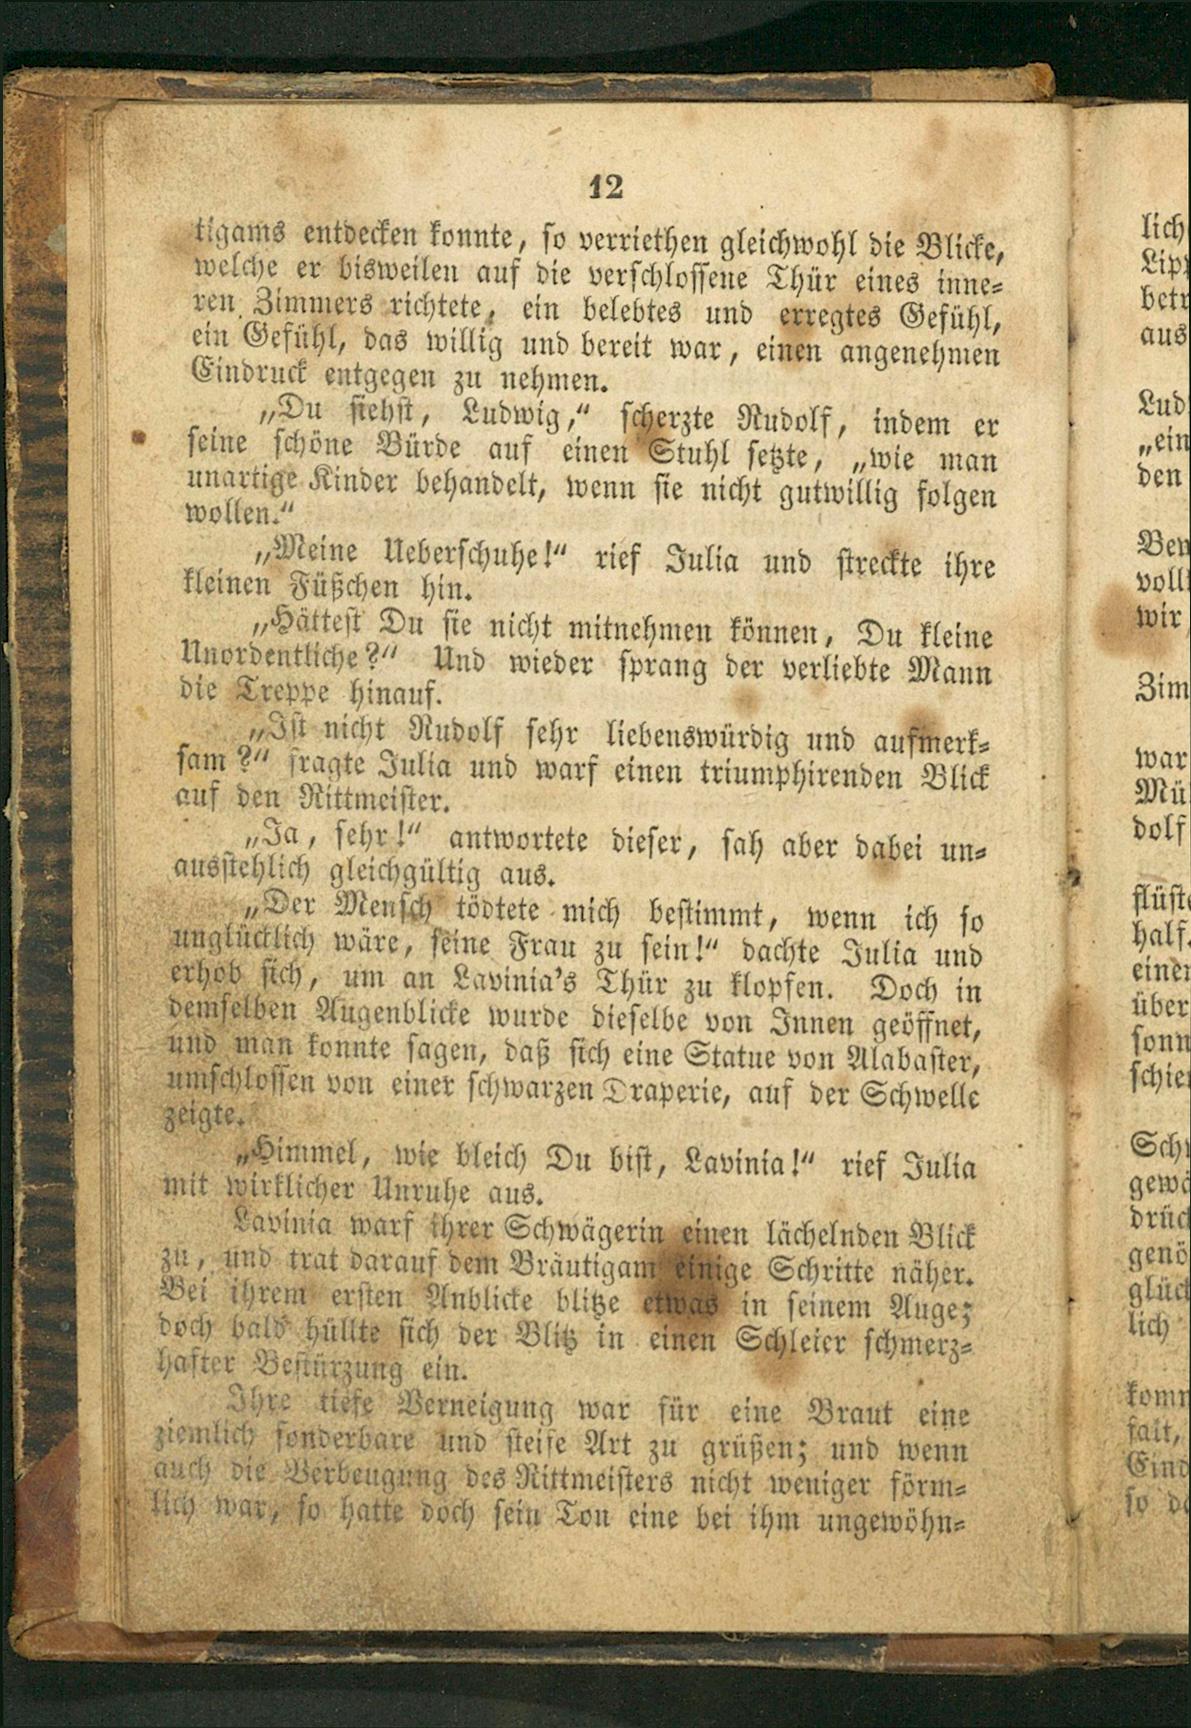 12
tigams entdecken konnte, so verriethen gleichwohl die Blicke,
welche er bisweilen auf die verschlossene Thür eines inne-
ren Zimmers richtete, ein belebtes und erregtes Gefühl,
ein Gefühl, das willig und bereit war, einen angenehmen
Eindruck entgegen zu nehmen.
„Du siehst, Ludwig,“ scherzte Rudolf, indem er
seine schöne Bürde auf einen Stuhl setzte, „wie man
unartige Kinder behandelt, wenn sie nicht gutwillig folgen
wollen.“
„Meine Ueberschuhe!“ rief Julia und streckte ihre
kleinen Füßchen hin.
„Hättest Du sie nicht mitnehmen können, Du kleine
Unordentliche?“ Und wieder sprang der verliebte Mann
die Treppe hinauf.
„Ist nicht Rudolf sehr liebenswürdig und aufmerk-
sam?“ fragte Julia und warf einen triumphirenden Blick
auf den Rittmeister.
„Ja, sehr!“ antwortete dieser, sah aber dabei un-
ausstehlich gleichgültig aus.
„Der Mensch tödtete mich bestimmt, wenn ich so
unglücklich wäre, seine Frau zu sein!“ dachte Julia und
erhob sich, um an Lavinia's Thür zu klopfen. Doch in
demselben Augenblicke wurde dieselbe von Innen geöffnet,
und man konnte sagen, daß sich eine Statue von Alabaster,
umschlossen von einer schwarzen Draperie, auf der Schwelle
zeigte.
„Himmel, wie bleich Du bist, Lavinia!“ rief Julia
mit wirklicher Unruhe aus.
Lavinia warf ihrer Schwägerin einen lächelnden Blick
zu, und trat darauf dem Bräutigam einige Schritte näher.
Bei ihrem ersten Anblicke blitze etwas in seinem Auge;
doch bald hüllte sich der Blitz in einen Schleier schmerz-
hafter Bestürzung ein.
Ihre tiefe Verneigung war für eine Braut eine
ziemlich sonderbare und steife Art zu grüßen; und wenn
auch die Verbeugung des Rittmeisters nicht weniger förm-
lich war, so hatte doch sein Ton eine bei ihm ungewöhn-
lich
aus
„ein
den
wir
war
dolf
half.
über
lich